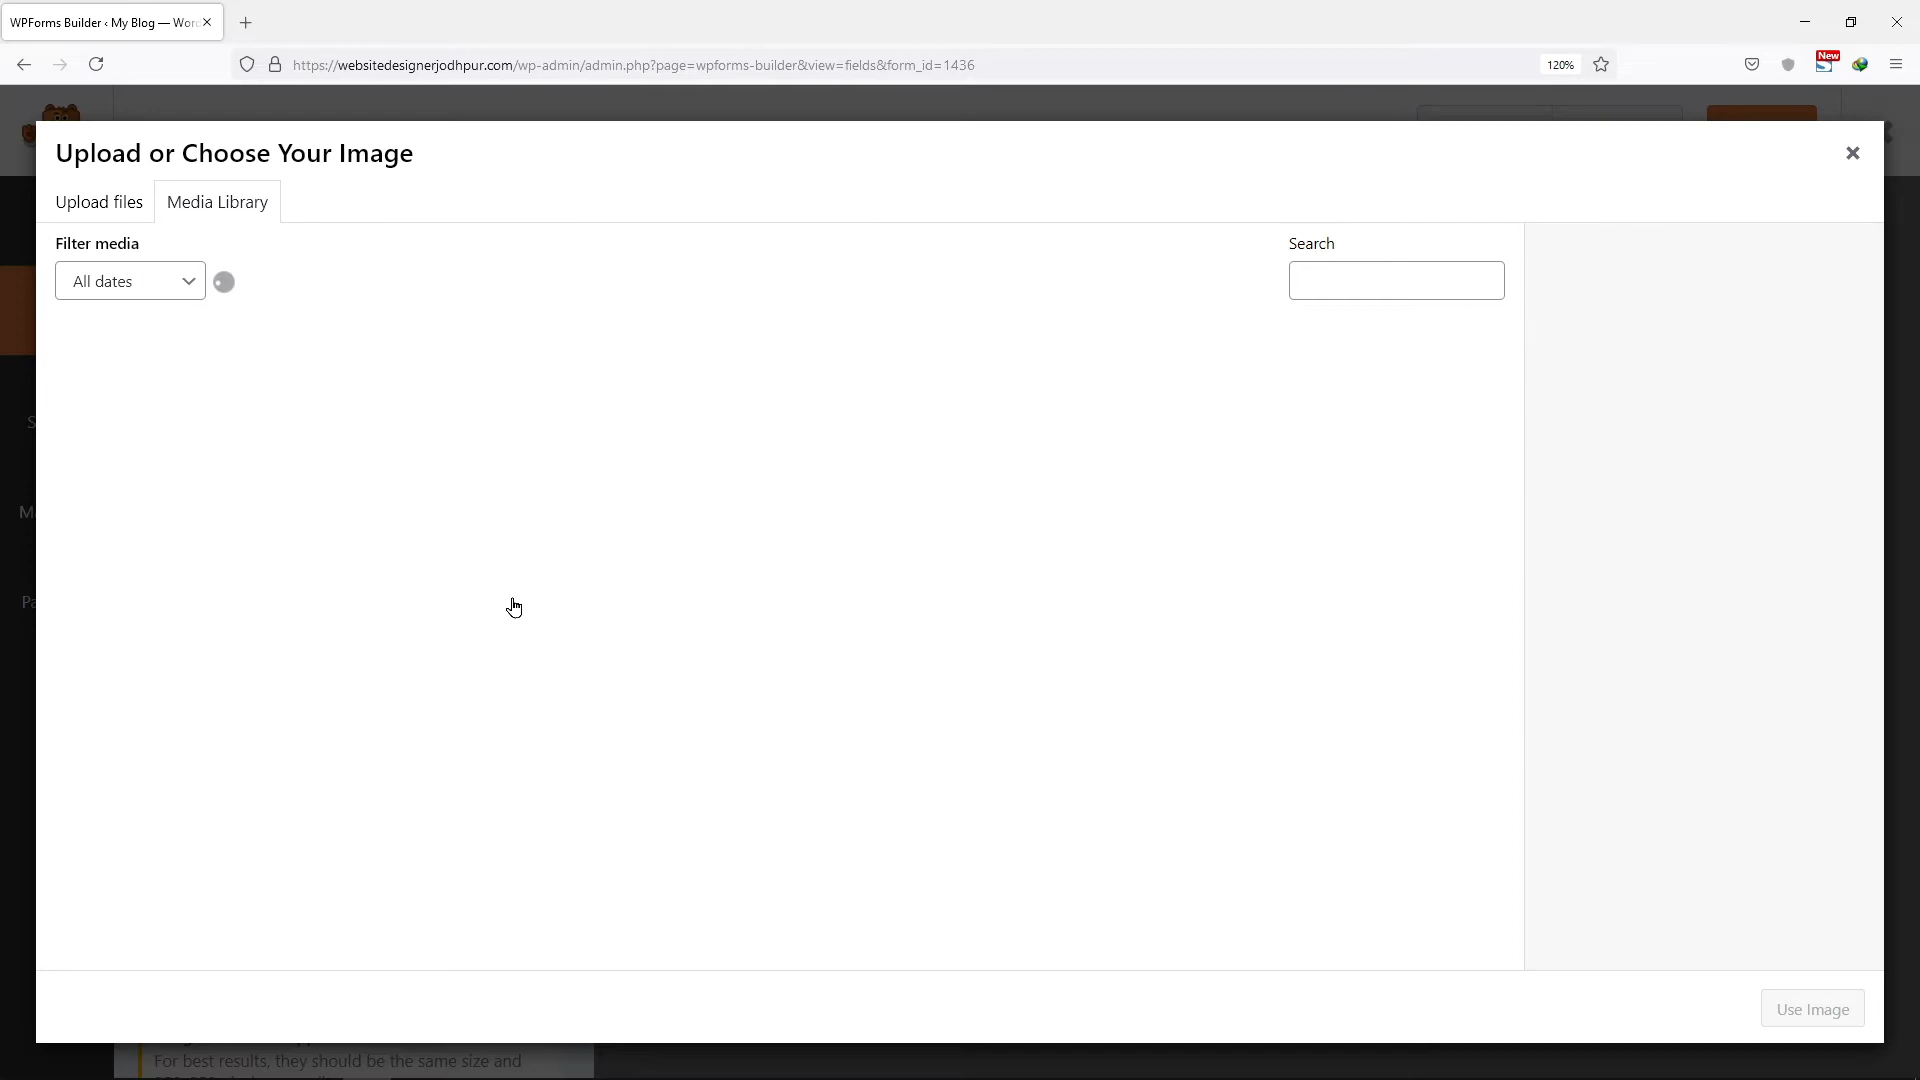 WPForms Builder ‹ My Blog — Wor
https://websitedesignerjodhpur.com/wp-admin/admin.php?page=wpforms-builder&view=fields&form_id=1436
120%
New
Upload or Choose Your Image
Upload files
Media Library
Filter media
Search
All dates
S
Ma
Pa
Use Image
For best results, they should be the same size and